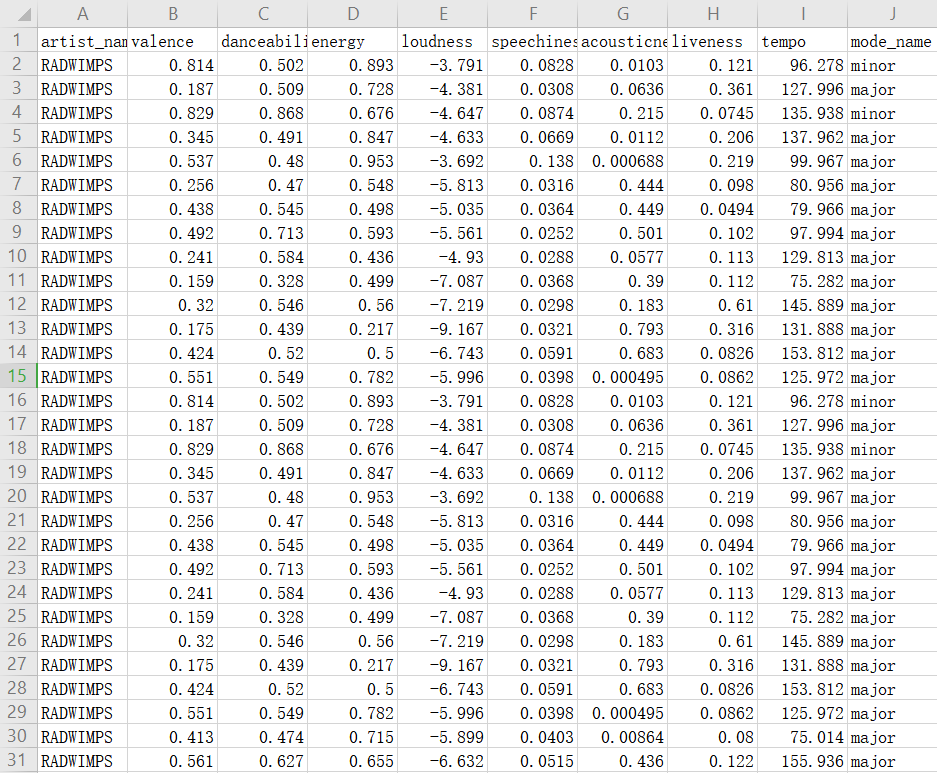 A B C D E F G H I J
1 artist_nam valence danceabili energy loudness speechines acousticne liveness tempo mode_name
2 RADWIMPS 0.814 0.502 0.893 -3.791 0.0828 0.0103 0.121 96.278 minor
3 RADWIMPS 0.187 0.509 0.728 -4.381 0.0308 0.0636 0.361 127.996 major
4 RADWIMPS 0.829 0.868 0.676 -4.647 0.0874 0.215 0.0745 135.938 minor
5 RADWIMPS 0.345 0.491 0.847 -4.633 0.0669 0.0112 0.206 137.962 major
6 RADWIMPS 0.537 0.48 0.953 -3.692 0.138 0.000688 0.219 99.967 major
7 RADWIMPS 0.256 0.47 0.548 -5.813 0.0316 0.444 0.098 80.956 major
8 RADWIMPS 0.438 0.545 0.498 -5.035 0.0364 0.449 0.0494 79.966 major
9 RADWIMPS 0.492 0.713 0.593 -5.561 0.0252 0.501 0.102 97.994 major
10 RADWIMPS 0.241 0.584 0.436 -4.93 0.0288 0.0577 0.113 129.813 major
11 RADWIMPS 0.159 0.328 0.499 -7.087 0.0368 0.39 0.112 75.282 major
12 RADWIMPS 0.32 0.546 0.56 -7.219 0.0298 0.183 0.61 145.889 major
13 RADWIMPS 0.175 0.439 0.217 -9.167 0.0321 0.793 0.316 131.888 major
14 RADWIMPS 0.424 0.52 0.5 -6.743 0.0591 0.683 0.0826 153.812 major
15 RADWIMPS 0.551 0.549 0.782 -5.996 0.0398 0.000495 0.0862 125.972 major
16 RADWIMPS 0.814 0.502 0.893 -3.791 0.0828 0.0103 0.121 96.278 minor
17 RADWIMPS 0.187 0.509 0.728 -4.381 0.0308 0.0636 0.361 127.996 major
18 RADWIMPS 0.829 0.868 0.676 -4.647 0.0874 0.215 0.0745 135.938 minor
19 RADWIMPS 0.345 0.491 0.847 -4.633 0.0669 0.0112 0.206 137.962 major
20 RADWIMPS 0.537 0.48 0.953 -3.692 0.138 0.000688 0.219 99.967 major
21 RADWIMPS 0.256 0.47 0.548 -5.813 0.0316 0.444 0.098 80.956 major
22 RADWIMPS 0.438 0.545 0.498 -5.035 0.0364 0.449 0.0494 79.966 major
23 RADWIMPS 0.492 0.713 0.593 -5.561 0.0252 0.501 0.102 97.994 major
24 RADWIMPS 0.241 0.584 0.436 -4.93 0.0288 0.0577 0.113 129.813 major
25 RADWIMPS 0.159 0.328 0.499 -7.087 0.0368 0.39 0.112 75.282 major
26 RADWIMPS 0.32 0.546 0.56 -7.219 0.0298 0.183 0.61 145.889 major
27 RADWIMPS 0.175 0.439 0.217 -9.167 0.0321 0.793 0.316 131.888 major
28 RADWIMPS 0.424 0.52 0.5 -6.743 0.0591 0.683 0.0826 153.812 major
29 RADWIMPS 0.551 0.549 0.782 -5.996 0.0398 0.000495 0.0862 125.972 major
30 RADWIMPS 0.413 0.474 0.715 -5.899 0.0403 0.00864 0.08 75.014 major
31 RADWIMPS 0.561 0.627 0.655 -6.632 0.0515 0.436 0.122 155.936 major